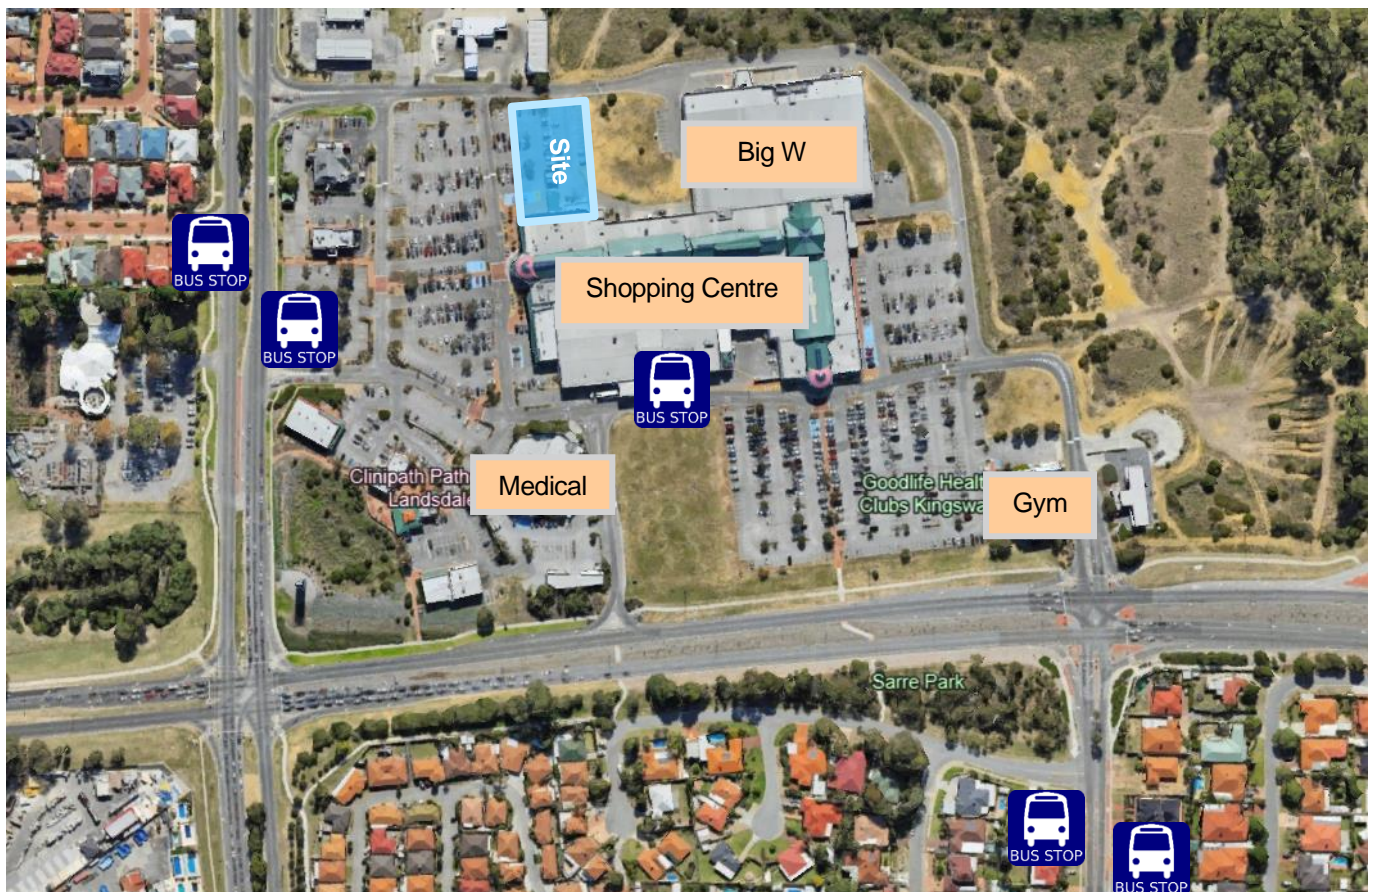 Site
Big W
Shopping Centre
BUS STOP
BUS STOP
BUS STOP
Clinipath Path
Landsdale
Medical
Goodlife Healt
Clubs Kingswa
Gym
Sarre Park
BUS STOP
BUS STOP